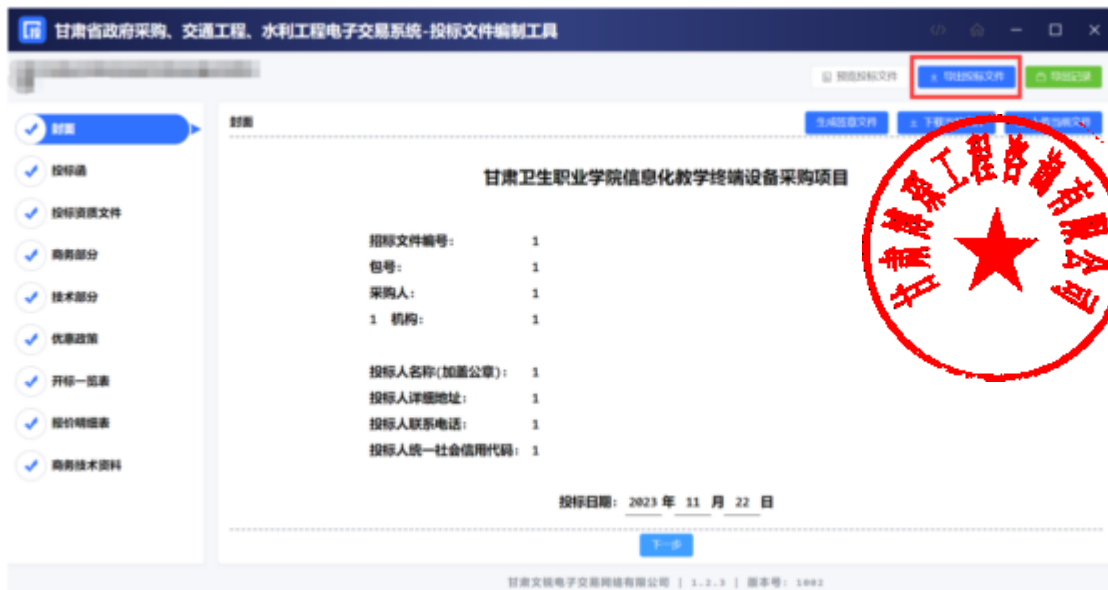 甘肃省政府采购、交通工程、水利工程电子交易系统-投标文件编制工具
预览投标文件
导出投标文件
导出记录
封面
投标函
投标资质文件
商务部分
技术部分
优惠政策
开标一览表
报价明细表
商务技术资料
封面
生成签章文件
甘肃卫生职业学院信息化教学终端设备采购项目
招标文件编号: 1
包号: 1
采购人: 1
1 机构: 1
投标人名称(加盖公章): 1
投标人详细地址: 1
投标人联系电话: 1
投标人统一社会信用代码: 1
投标日期: 2023 年 11 月 22 日
下一步
甘肃文锐电子交易网络有限公司 | 1.2.3 | 版本号: 1002